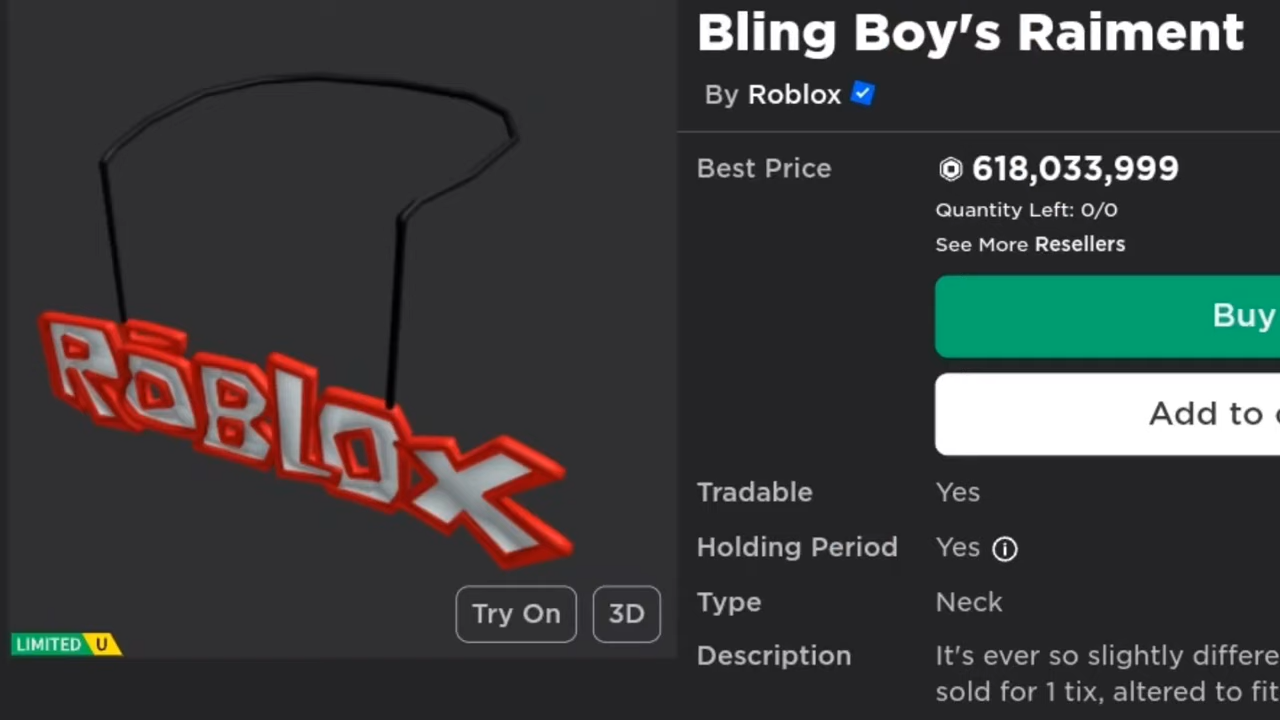 Bling Boy's Raiment
By Roblox
Best Price
618,033,999
Quantity Left: 0/0
See More Resellers
Buy
Add to
ROBLOX
Try On
3D
LIMITED U
Tradable
Yes
Holding Period
Yes
Type
Neck
Description
It's ever so slightly
sold for 1 tix, altered to fit